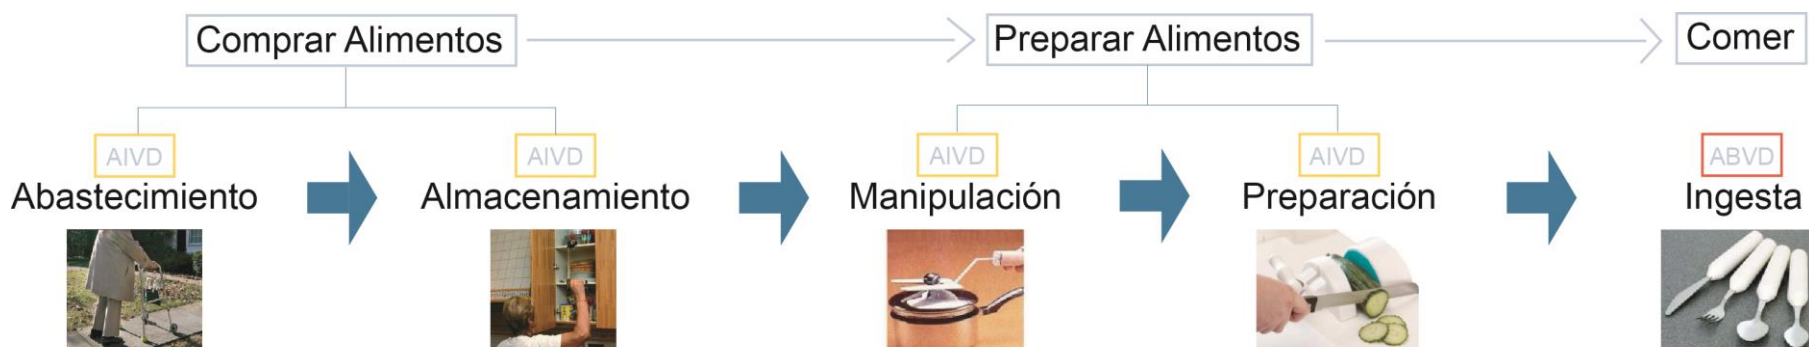 Comprar Alimentos
Preparar Alimentos
Comer
AIVD
AIVD
AIVD
AIVD
ABVD
Abastecimiento
Almacenamiento
Manipulación
Preparación
Ingesta